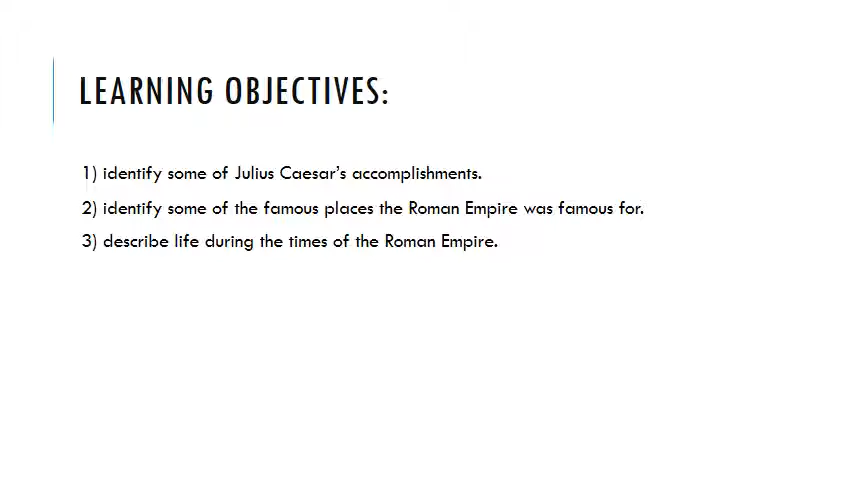 LEARNING OBJECTIVES:
1) identify some of Julius Caesar's accomplishments.
2) identify some of the famous places the Roman Empire was famous for.
3) describe life during the times of the Roman Empire.